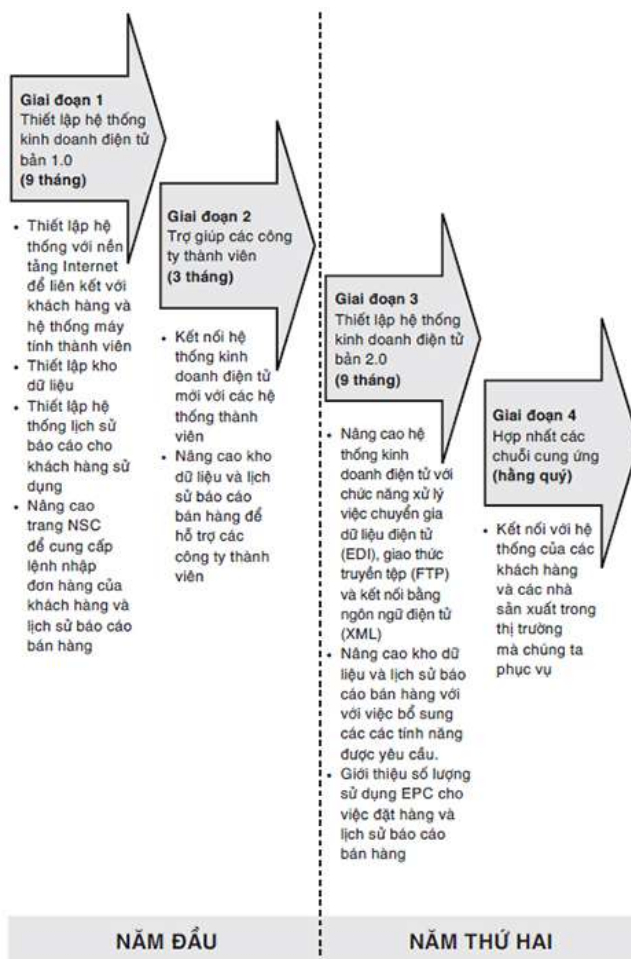 Giai đoạn 1
Thiết lập hệ thống
kinh doanh điện tử
bản 1.0
(9 tháng)
• Thiết lập hệ
thống với nền
tảng Internet
để liên kết với
khách hàng và
hệ thống máy
tính thành viên
• Thiết lập kho
dữ liệu
• Thiết lập hệ
thống lịch sử
báo cáo cho
khách hàng sử
dụng
• Nâng cao
trang NSC
để cung cấp
lệnh nhập
đơn hàng của
khách hàng và
lịch sử báo cáo
bán hàng
Giai đoạn 2
Trợ giúp các công
ty thành viên
(3 tháng)
• Kết nối hệ
thống kinh
doanh điện tử
mới với các hệ
thống thành
viên
• Nâng cao kho
dữ liệu và lịch
sử báo cáo
bán hàng để
hỗ trợ các
công ty thành
viên
Giai đoạn 3
Thiết lập hệ thống
kinh doanh điện tử
bản 2.0
(9 tháng)
• Nâng cao hệ
thống kinh
doanh điện tử với
chức năng xử lý
việc chuyển gia
dữ liệu điện tử
(EDI), giao thức
truyền tệp (FTP)
và kết nối bằng
ngôn ngữ điện tử
(XML)
• Nâng cao kho dữ
liệu và lịch sử báo
cáo bán hàng với
với việc bổ sung
các các tính năng
được yêu cầu.
• Giới thiệu số lượng
sử dụng EPC cho
việc đặt hàng và
lịch sử báo cáo
bán hàng
Giai đoạn 4
Hợp nhất các
chuỗi cung ứng
(hằng quý)
• Kết nối với hệ
thống của các
khách hàng
và các nhà
sản xuất trong
thị trường
mà chúng ta
phục vụ
NĂM ĐẦU
NĂM THỨ HAI